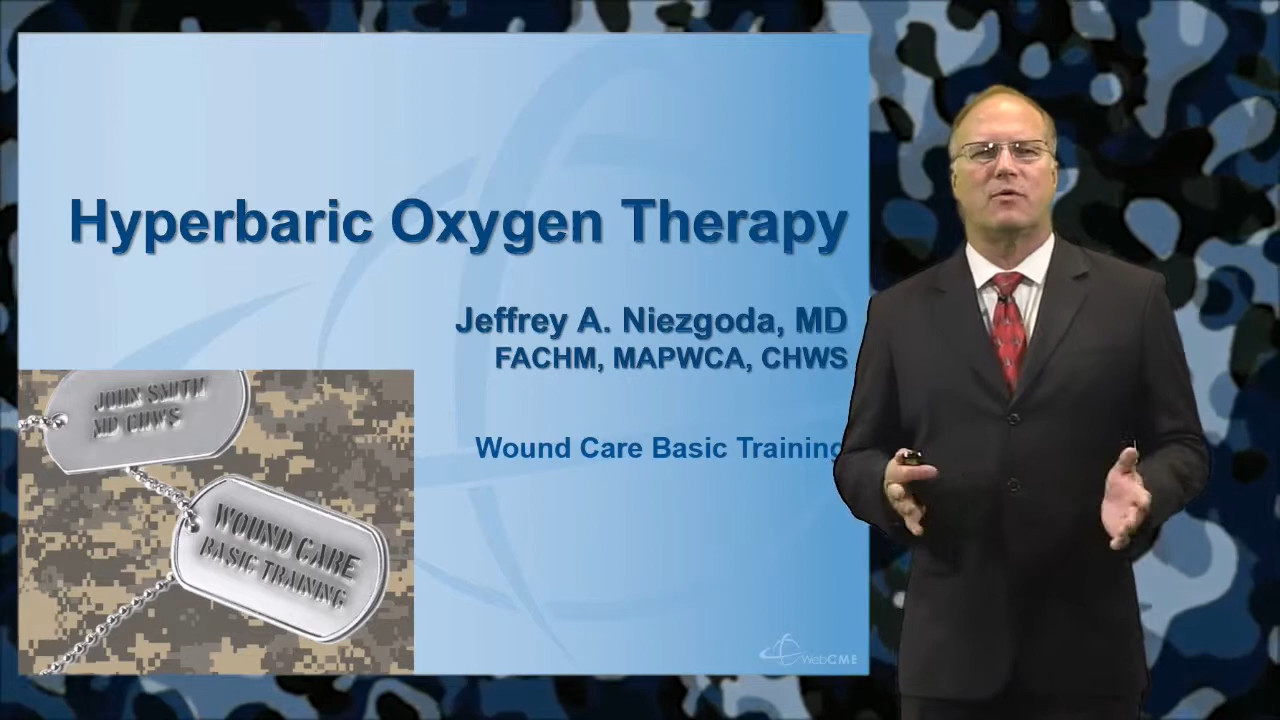 Hyperbaric Oxygen Therapy
Jeffrey A. Niezgoda, MD
FACHM, MAPWCA, CHWS
Wound Care Basic Training
JOHN SMITH
MD CHWS
WOUND CARE
BASIC TRAINING
WebCME